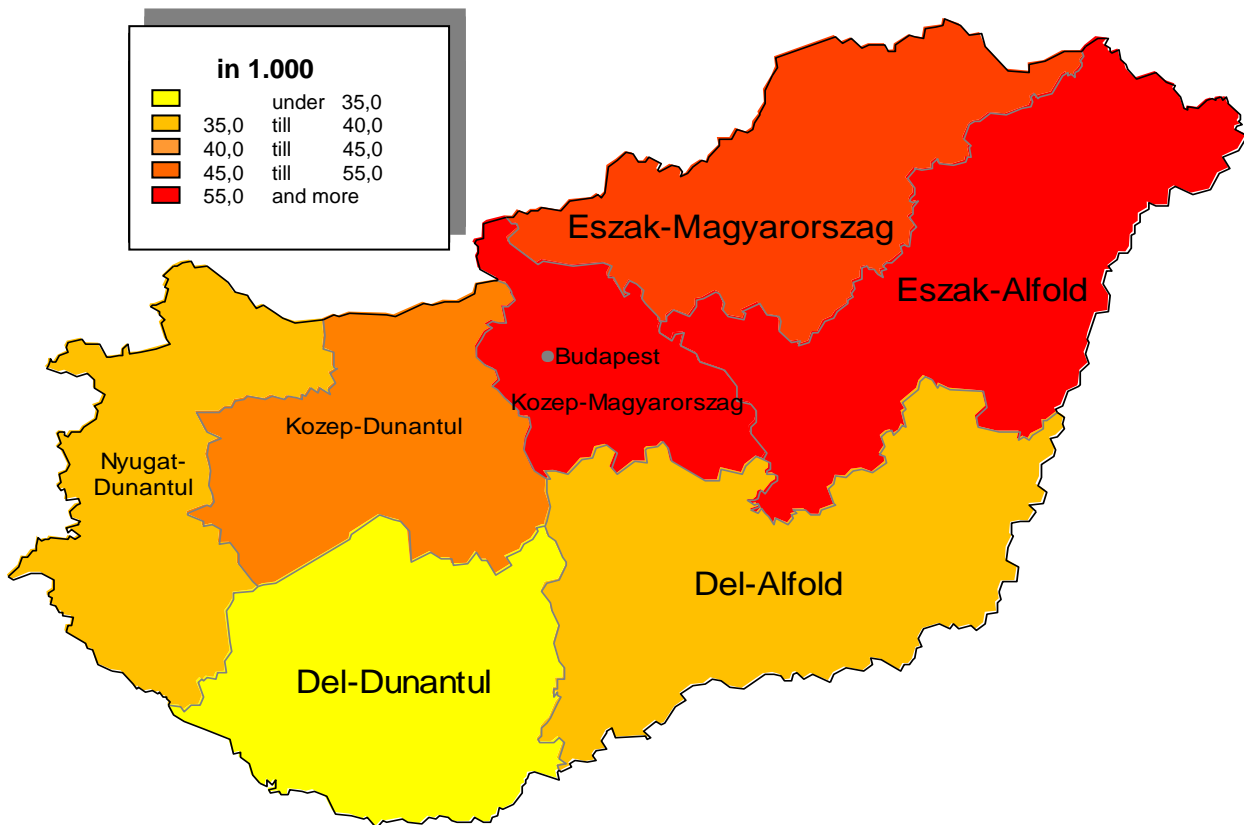 in 1.000
under 35,0
35,0 till 40,0
40,0 till 45,0
45,0 till 55,0
55,0 and more
Eszak-Magyarorszag
Eszak-Alfold
Budapest
Kozep-Magyarorszag
Kozep-Dunantul
Nyugat-
Dunantul
Del-Alfold
Del-Dunantul